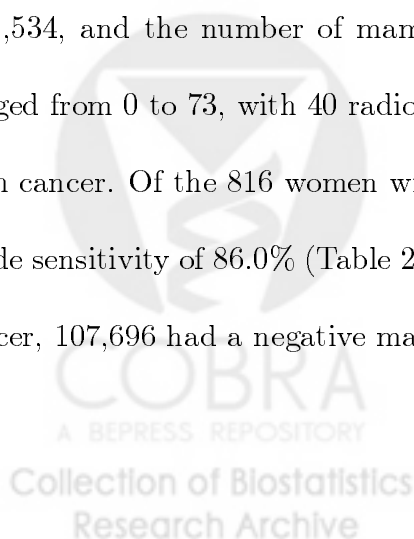 ,534, and the number of mam
ged from 0 to 73, with 40 radio
n cancer. Of the 816 women w
de sensitivity of 86.0% (Table 2
cer, 107,696 had a negative ma
COBRA
A BEPRESS REPOSITORY
Collection of Biostatistics
Research Archive